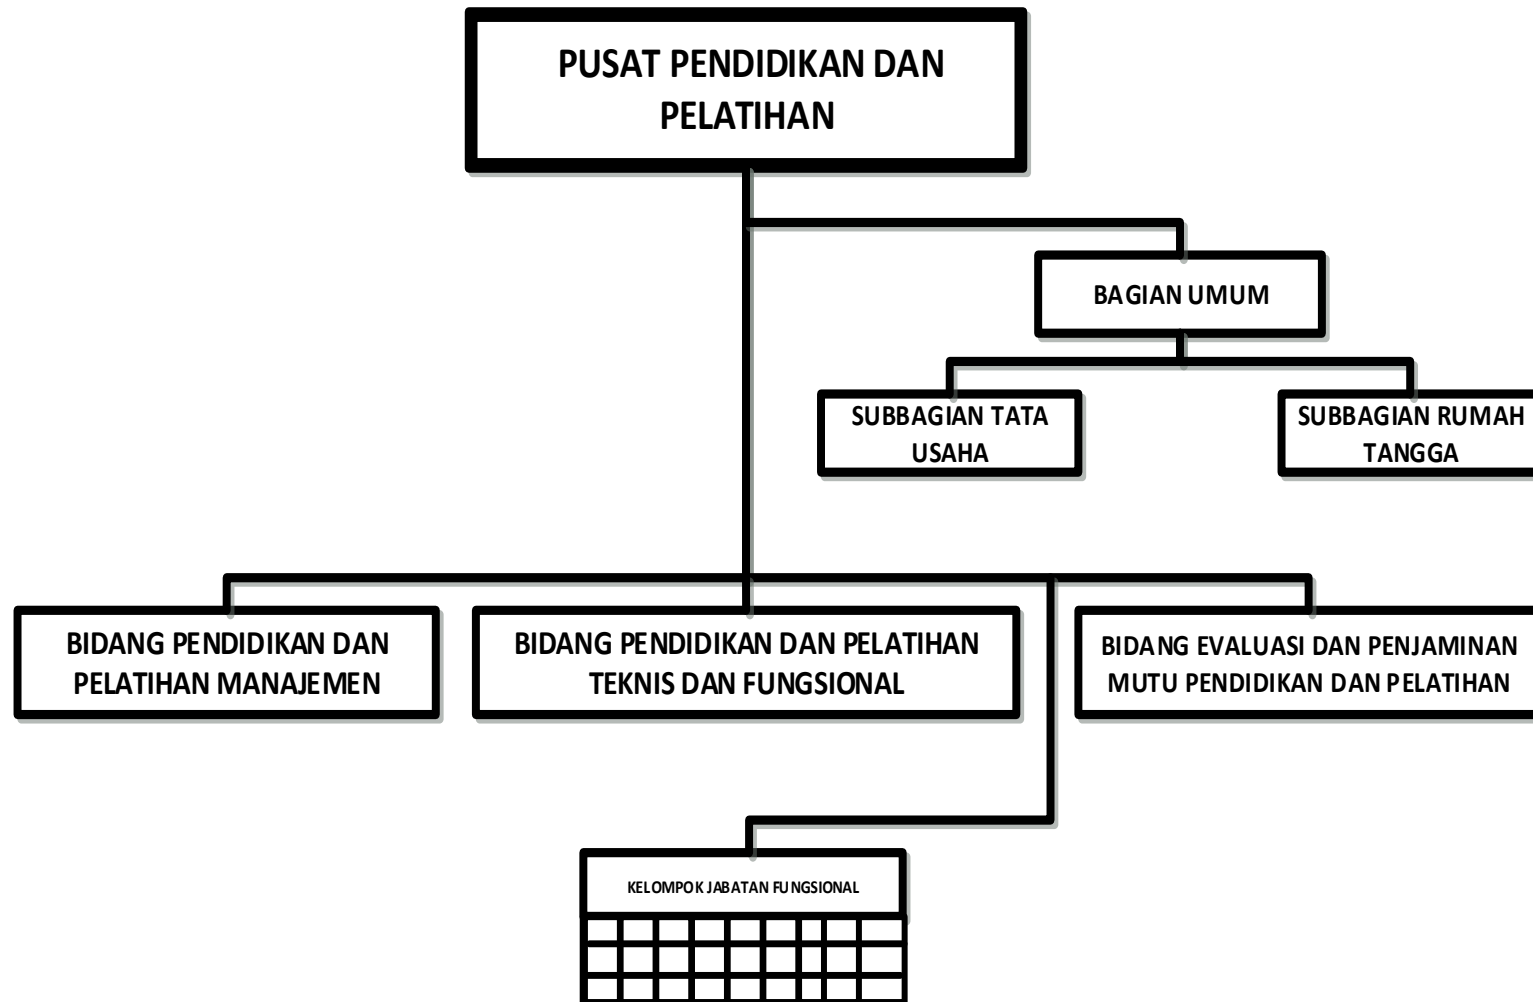 PUSAT PENDIDIKAN DAN
PELATIHAN
BAGIAN UMUM
SUBBAGIAN TATA
USAHA
SUBBAGIAN RUMAH
TANGGA
BIDANG PENDIDIKAN DAN
PELATIHAN MANAJEMEN
BIDANG PENDIDIKAN DAN PELATIHAN
TEKNIS DAN FUNGSIONAL
BIDANG EVALUASI DAN PENJAMINAN
MUTU PENDIDIKAN DAN PELATIHAN
KELOMPOK JABATAN FUNGSIONAL